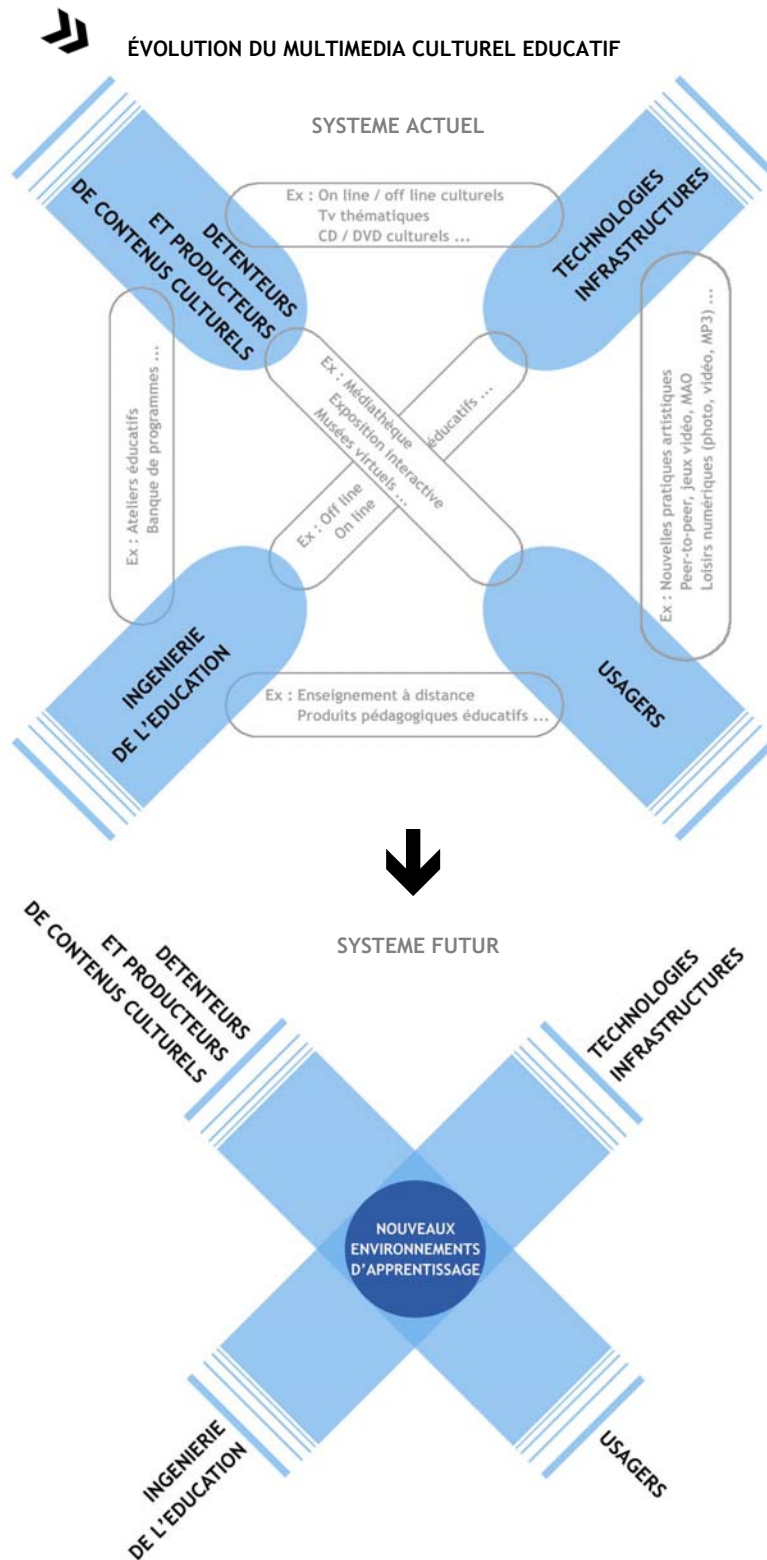 ÉVOLUTION DU MULTIMEDIA CULTUREL EDUCATIF
SYSTEME ACTUEL
DETENTEURS
ET PRODUCTEURS
DE CONTENUS CULTURELS
Ex : On line / off line culturels
Tv thématiques
CD / DVD culturels ...
TECHNOLOGIES
INFRASTRUCTURES
Ex : Ateliers éducatifs
Banque de programmes ...
Ex : Médiathèque
Exposition interactive
Musées virtuels ...
Ex : Off line
On line
éducatifs ...
Ex : Nouvelles pratiques artistiques
Peer-to-peer, jeux vidéo, MAO
Loisirs numériques (photo, vidéo, MP3) ...
INGENIERIE
DE L'EDUCATION
Ex : Enseignement à distance
Produits pédagogiques éducatifs ...
USAGERS
SYSTEME FUTUR
DETENTEURS
ET PRODUCTEURS
DE CONTENUS CULTURELS
TECHNOLOGIES
INFRASTRUCTURES
NOUVEAUX
ENVIRONNEMENTS
D'APPRENTISSAGE
INGENIERIE
DE L'EDUCATION
USAGERS